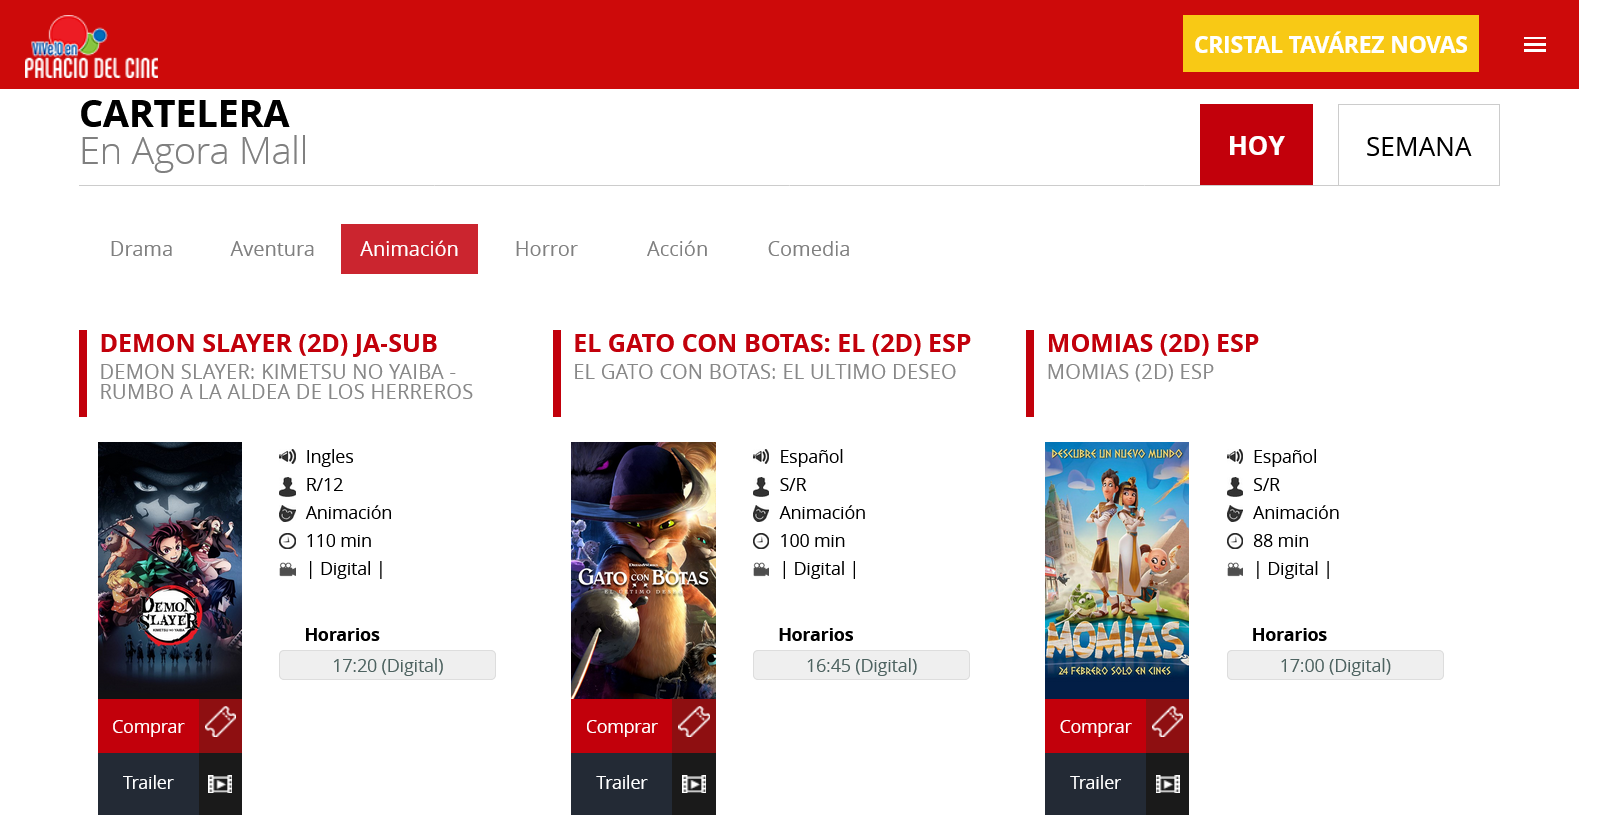 VIVELO en
PALACIO DEL CINE
CRISTAL TAVÁREZ NOVAS
CARTELERA
En Agora Mall
HOY
SEMANA
Drama
Aventura
Animación
Horror
Acción
Comedia
DEMON SLAYER (2D) JA-SUB
DEMON SLAYER: KIMETSU NO YAIBA -
RUMBO A LA ALDEA DE LOS HERREROS
DEMON
SLAYER
KIMETSU NO YAIBA
Ingles
R/12
Animación
110 min
| Digital |
Horarios
17:20 (Digital)
Comprar
Trailer
EL GATO CON BOTAS: EL (2D) ESP
EL GATO CON BOTAS: EL ULTIMO DESEO
DREAMWORKS
GATO CON BOTAS
EL ÚLTIMO DESEO
Español
S/R
Animación
100 min
| Digital |
Horarios
16:45 (Digital)
Comprar
Trailer
MOMIAS (2D) ESP
MOMIAS (2D) ESP
DESCUBRE UN NUEVO MUNDO
MOMIAS
24 FEBRERO SOLO EN CINES
Español
S/R
Animación
88 min
| Digital |
Horarios
17:00 (Digital)
Comprar
Trailer